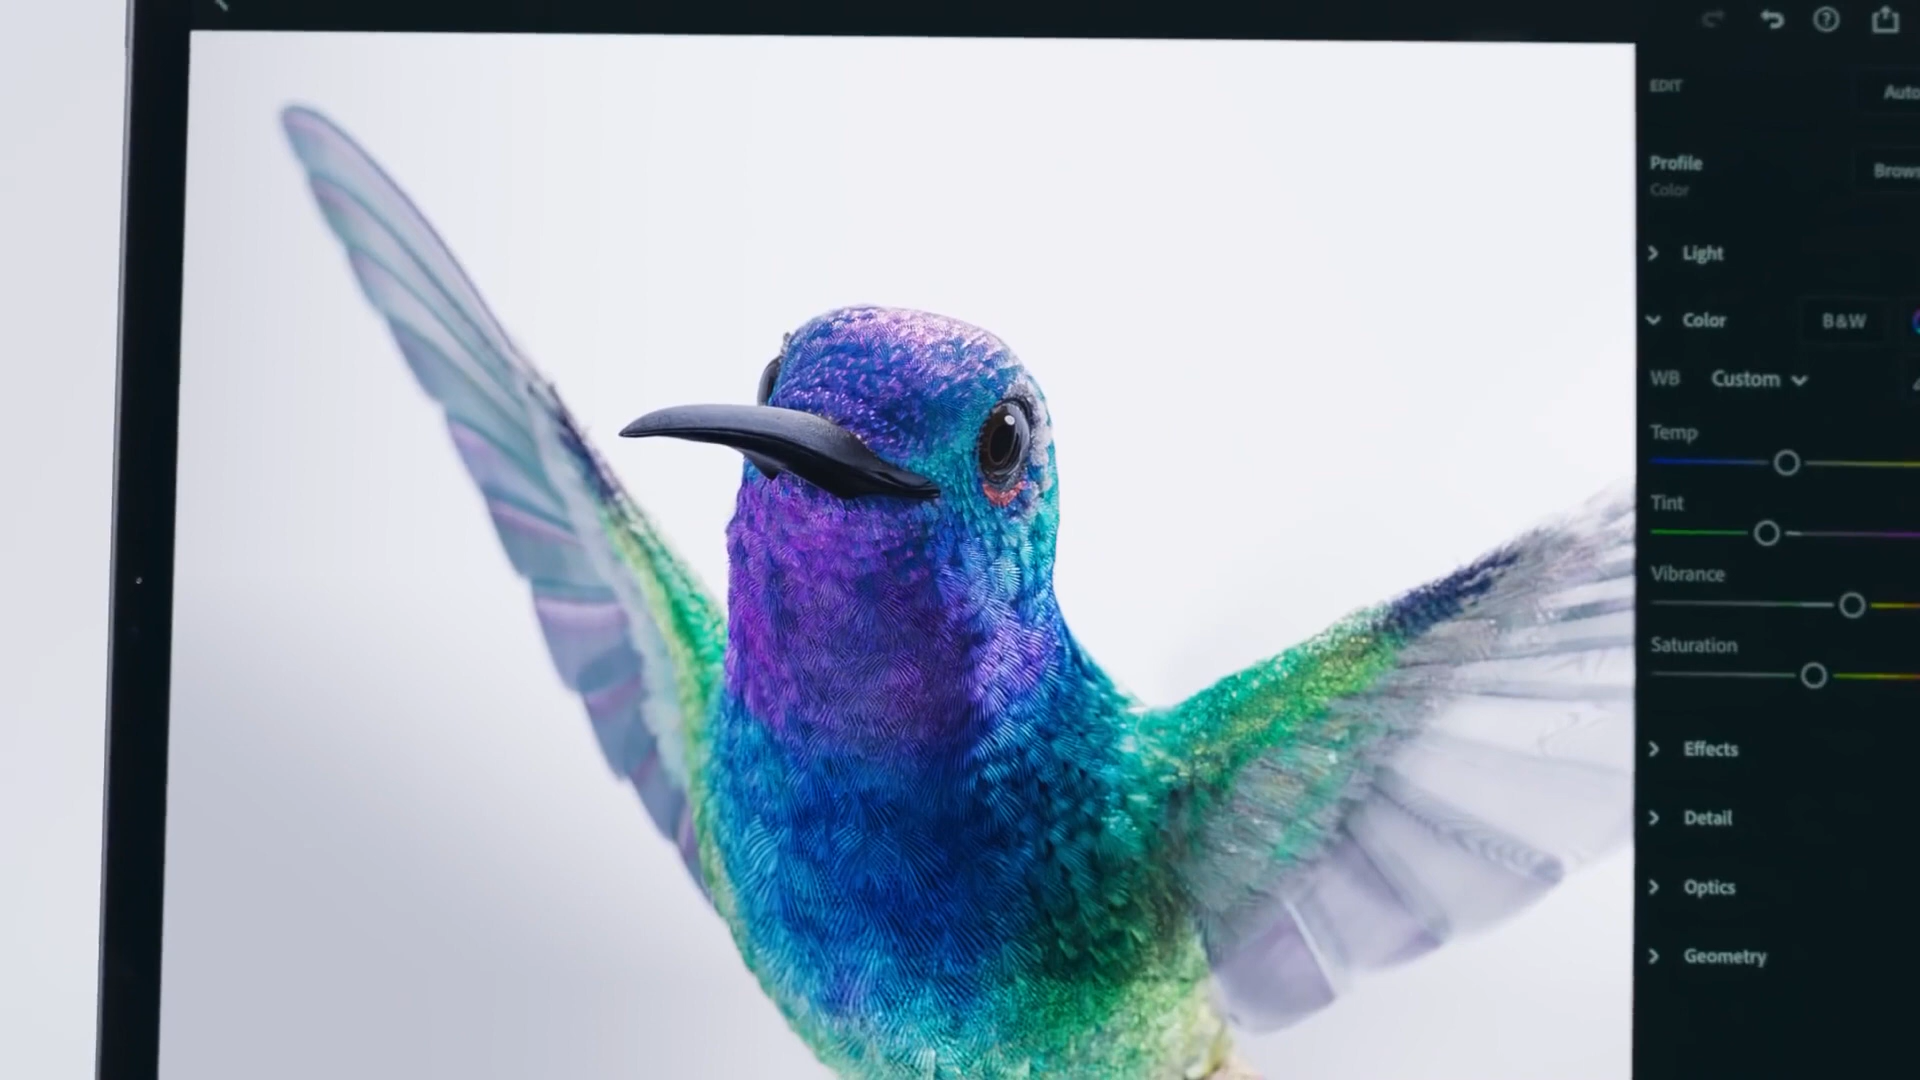 EDIT
Auto
Profile
Color
Light
Color
B&W
WB
Custom
Temp
Tint
Vibrance
Saturation
Effects
Detail
Optics
Geometry